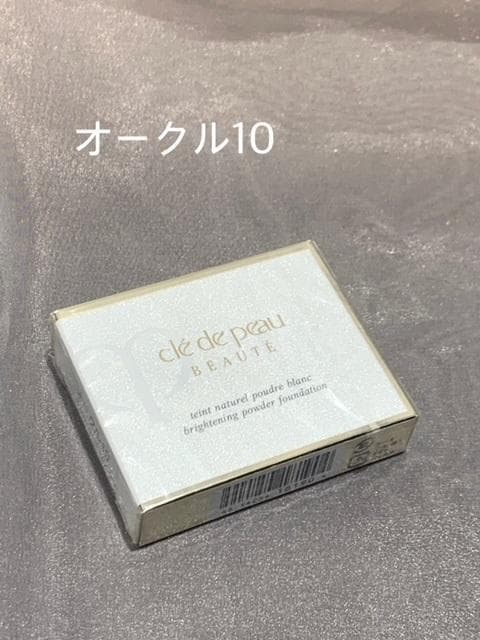 オークル10
clé de peau
BEAUTÉ
teint naturel poudre blanc
brightening powder foundation